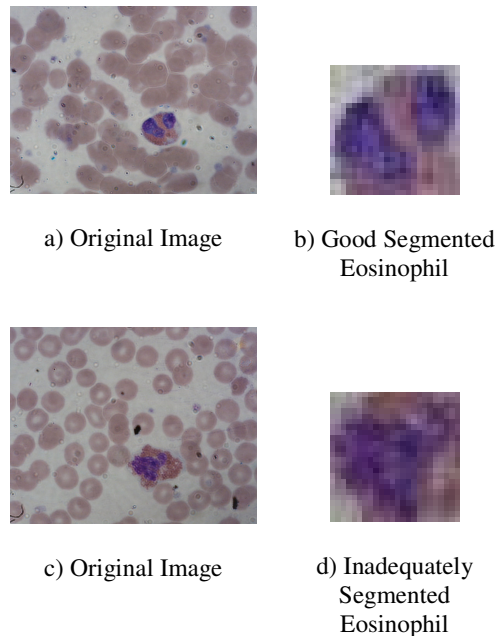 a) Original Image
b) Good Segmented
Eosinophil
c) Original Image
d) Inadequately
Segmented
Eosinophil